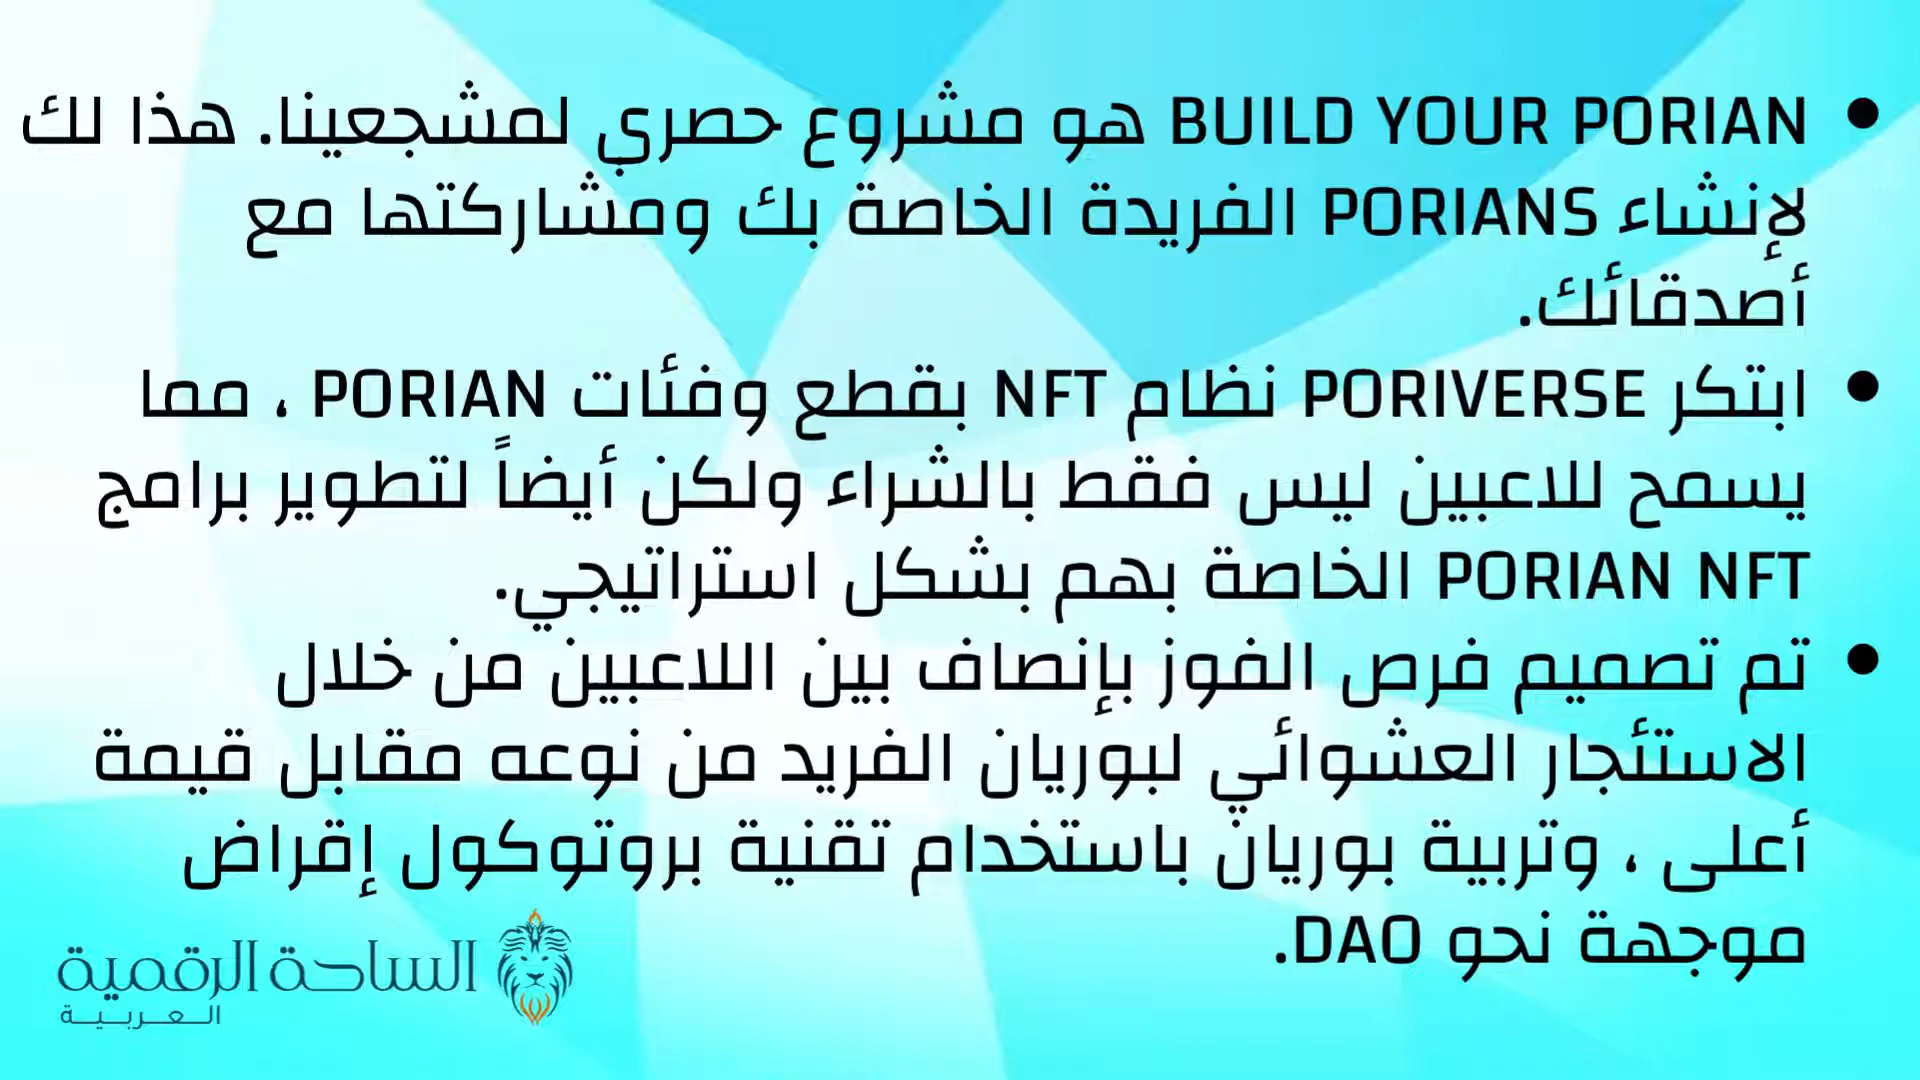 • BUILD YOUR PORIAN هو مشروع حصري لمشجعينا. هذا لك
لإنشاء PORIANS الفريدة الخاصة بك ومشاركتها مع
أصدقائك.
• ابتكر PORIVERSE نظام NFT بقطع وفئات PORIAN ، مما
يسمح للاعبين ليس فقط بالشراء ولكن أيضاً لتطوير برامج
PORIAN NFT الخاصة بهم بشكل استراتيجي.
• تم تصميم فرص الفوز بإنصاف بين اللاعبين من خلال
الاستئجار العشوائي لبوريان الفريد من نوعه مقابل قيمة
أعلى ، وتربية بوريان باستخدام تقنية بروتوكول إقراض
موجهة نحو DAO.
الساحة الرقمية
العربية